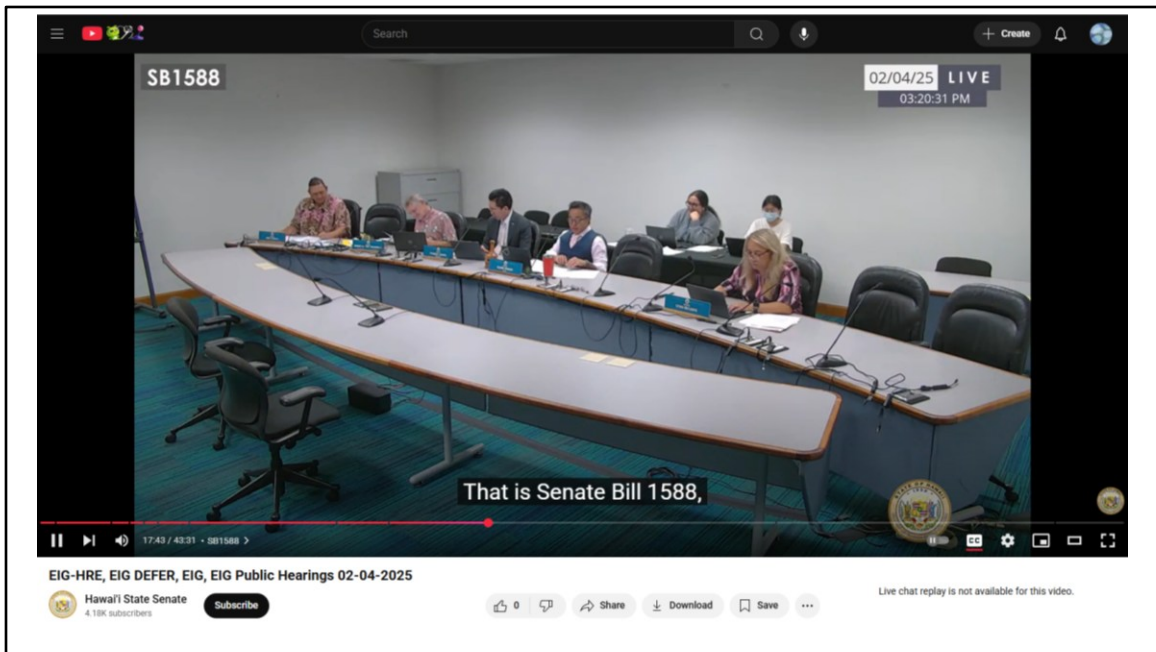 Search
Create
SB1588
02/04/25 LIVE
03:20:31 PM
That is Senate Bill 1588,
17:43 / 43:31 • SB1588
EIG-HRE, EIG DEFER, EIG, EIG Public Hearings 02-04-2025
Hawai'i State Senate
4.18K subscribers
Subscribe
0
Share
Download
Save
Live chat replay is not available for this video.